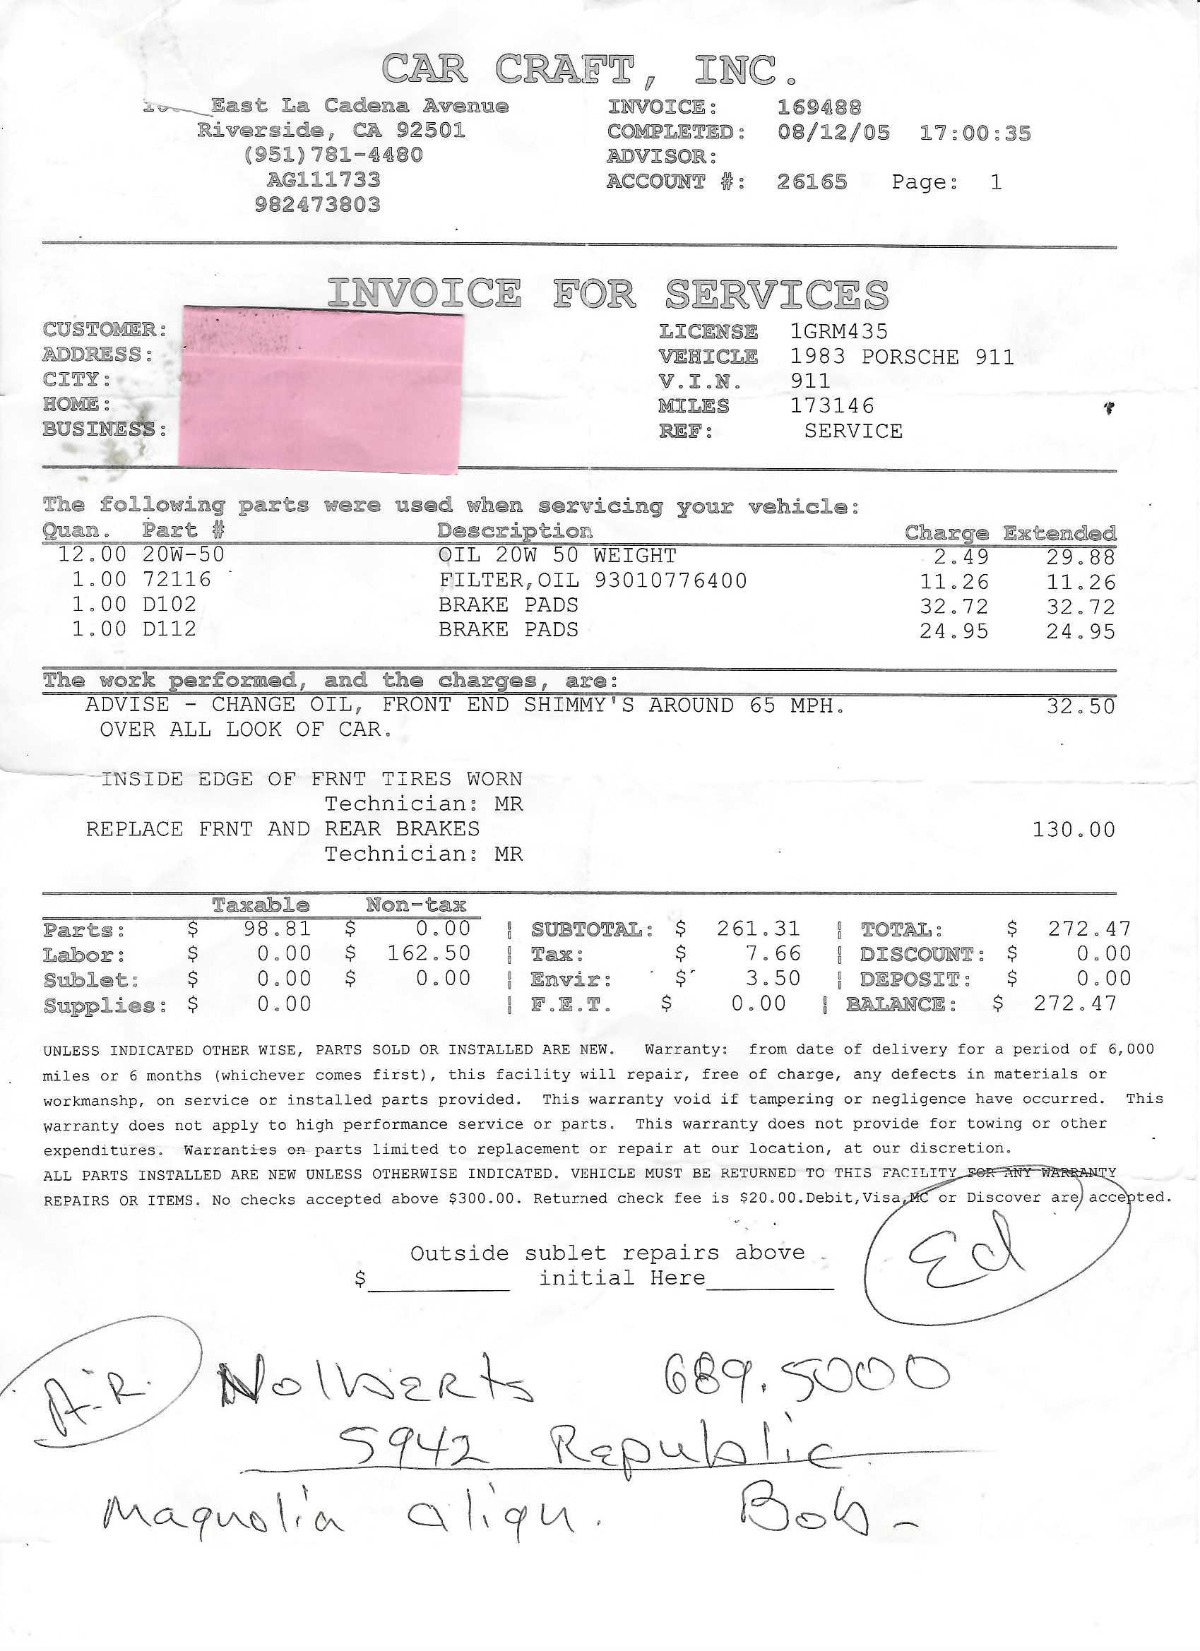 CAR CRAFT, INC.
East La Cadena Avenue
Riverside, CA 92501
(951)781-4480
AG111733
982473803
INVOICE: 169488
COMPLETED: 08/12/05 17:00:35
ADVISOR:
ACCOUNT #: 26165 Page: 1
INVOICE FOR SERVICES
CUSTOMER:
ADDRESS:
CITY:
HOME:
BUSINESS:
LICENSE 1GRM435
VEHICLE 1983 PORSCHE 911
V.I.N. 911
MILES 173146
REF: SERVICE
The following parts were used when servicing your vehicle:
Quan. Part # Description Charge Extended
12.00 20W-50 OIL 20W 50 WEIGHT 2.49 29.88
1.00 72116 FILTER,OIL 93010776400 11.26 11.26
1.00 D102 BRAKE PADS 32.72 32.72
1.00 D112 BRAKE PADS 24.95 24.95
The work performed, and the charges, are:
ADVISE - CHANGE OIL, FRONT END SHIMMY'S AROUND 65 MPH. 32.50
OVER ALL LOOK OF CAR.
INSIDE EDGE OF FRNT TIRES WORN
Technician: MR
REPLACE FRNT AND REAR BRAKES 130.00
Technician: MR
Taxable Non-tax
Parts: $ 98.81 $ 0.00 | SUBTOTAL: $ 261.31 | TOTAL: $ 272.47
Labor: $ 0.00 $ 162.50 | Tax: $ 7.66 | DISCOUNT: $ 0.00
Sublet: $ 0.00 $ 0.00 | Envir: $ 3.50 | DEPOSIT: $ 0.00
Supplies: $ 0.00 | F.E.T. $ 0.00 | BALANCE: $ 272.47
UNLESS INDICATED OTHER WISE, PARTS SOLD OR INSTALLED ARE NEW. Warranty: from date of delivery for a period of 6,000
miles or 6 months (whichever comes first), this facility will repair, free of charge, any defects in materials or
workmanshp, on service or installed parts provided. This warranty void if tampering or negligence have occurred. This
warranty does not apply to high performance service or parts. This warranty does not provide for towing or other
expenditures. Warranties on parts limited to replacement or repair at our location, at our discretion.
ALL PARTS INSTALLED ARE NEW UNLESS OTHERWISE INDICATED. VEHICLE MUST BE RETURNED TO THIS FACILITY FOR ANY WARRANTY
REPAIRS OR ITEMS. No checks accepted above $300.00. Returned check fee is $20.00.Debit,Visa,MC or Discover are accepted.
Outside sublet repairs above
$__________ initial Here_________
Ed
A-R. Nolberts 689.5000
5942 Republic
Magnolia align. Bob-